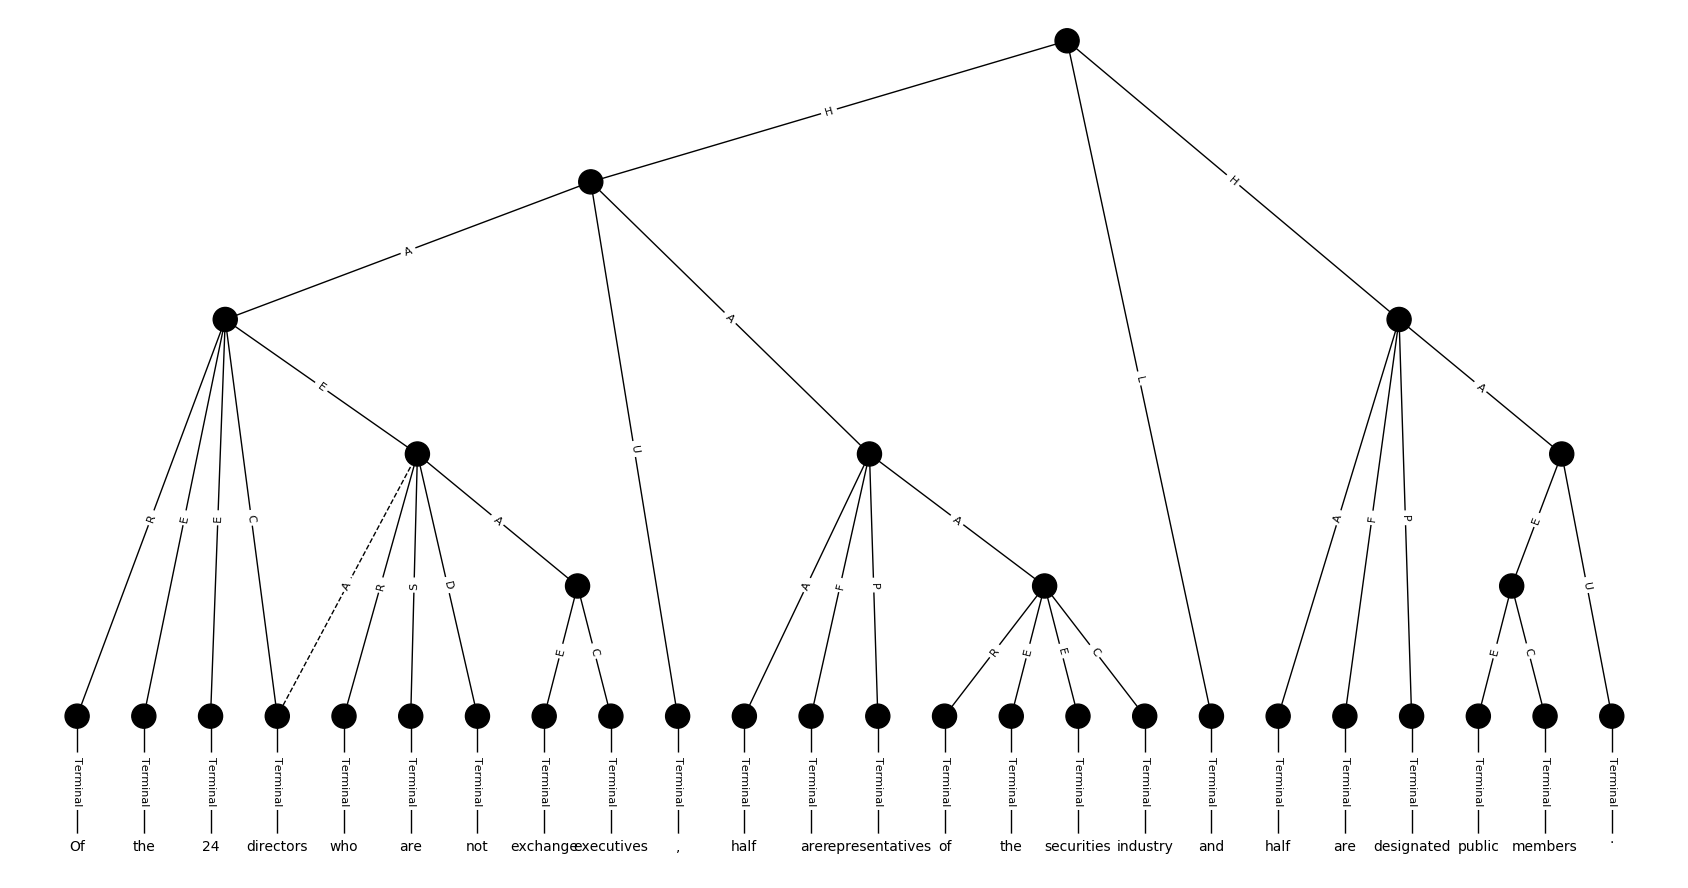 H
H
A
A
L
E
A
U
R E E C
A
A
A F P
E
A R S D
A F P
U
E C
R E E C
E C
Terminal Terminal Terminal Terminal Terminal Terminal Terminal Terminal Terminal Terminal Terminal Terminal Terminal Terminal Terminal Terminal Terminal Terminal Terminal Terminal Terminal Terminal Terminal Terminal
Of the 24 directors who are not exchange executives , half are representatives of the securities industry and half are designated public members .